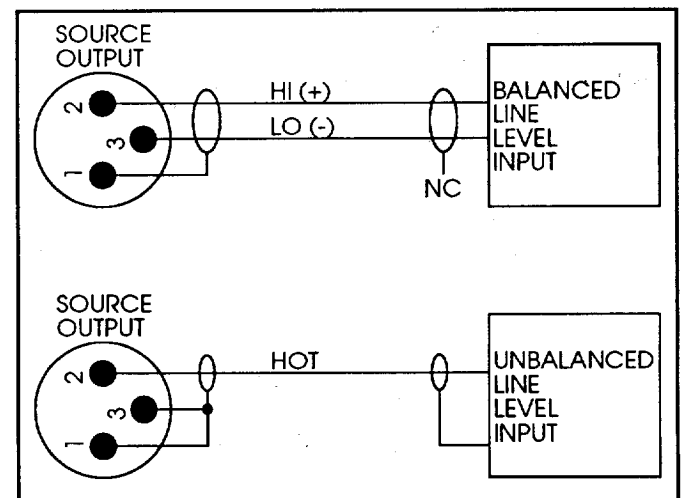 SOURCE
OUTPUT
2
3
1
HI (+)
LO (-)
NC
BALANCED
LINE
LEVEL
INPUT
SOURCE
OUTPUT
2
3
1
HOT
UNBALANCED
LINE
LEVEL
INPUT